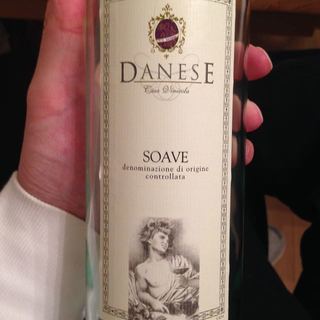 DANESE
Casa Vinicola
SOAVE
denominazione di origine
controllata